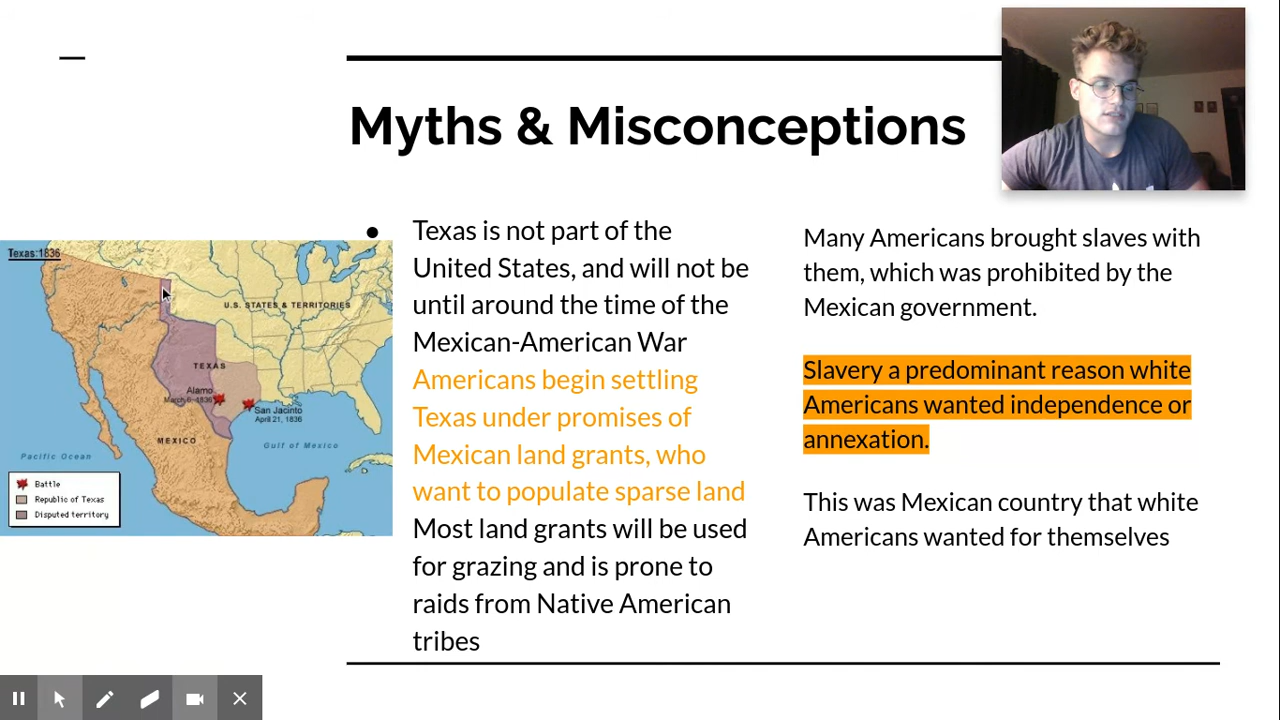 Myths & Misconceptions
Texas:1836
U.S. STATES & TERRITORIES
TEXAS
Alamo
March 6, 1836
San Jacinto
April 21, 1836
MEXICO
Gulf of Mexico
Pacific Ocean
Battle
Republic of Texas
Disputed territory
● Texas is not part of the
United States, and will not be
until around the time of the
Mexican-American War
Americans begin settling
Texas under promises of
Mexican land grants, who
want to populate sparse land
Most land grants will be used
for grazing and is prone to
raids from Native American
tribes
Many Americans brought slaves with
them, which was prohibited by the
Mexican government.
Slavery a predominant reason white
Americans wanted independence or
annexation.
This was Mexican country that white
Americans wanted for themselves